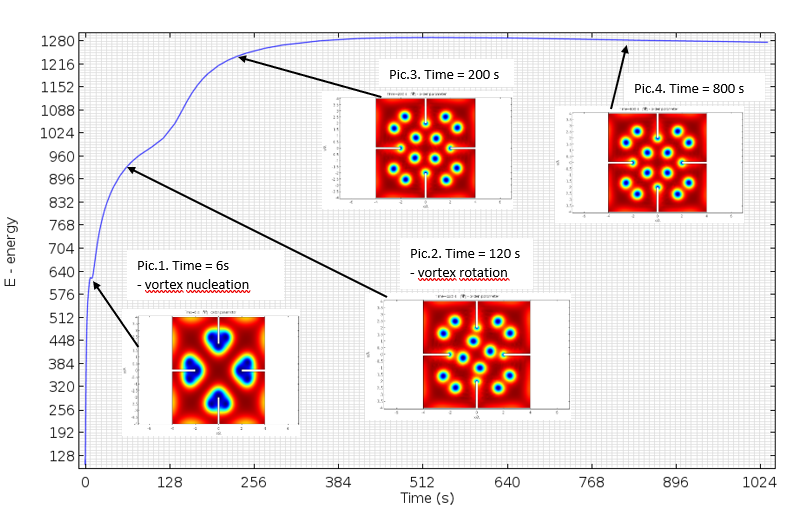 1280
1216
1152
1088
1024
960
896
832
768
704
640
576
512
448
384
320
256
192
128
E - energy
Pic.3. Time = 200 s
Pic.4. Time = 800 s
Pic.1. Time = 6s
- vortex nucleation
Pic.2. Time = 120 s
- vortex rotation
0 128 256 384 512 640 768 896 1024
Time (s)